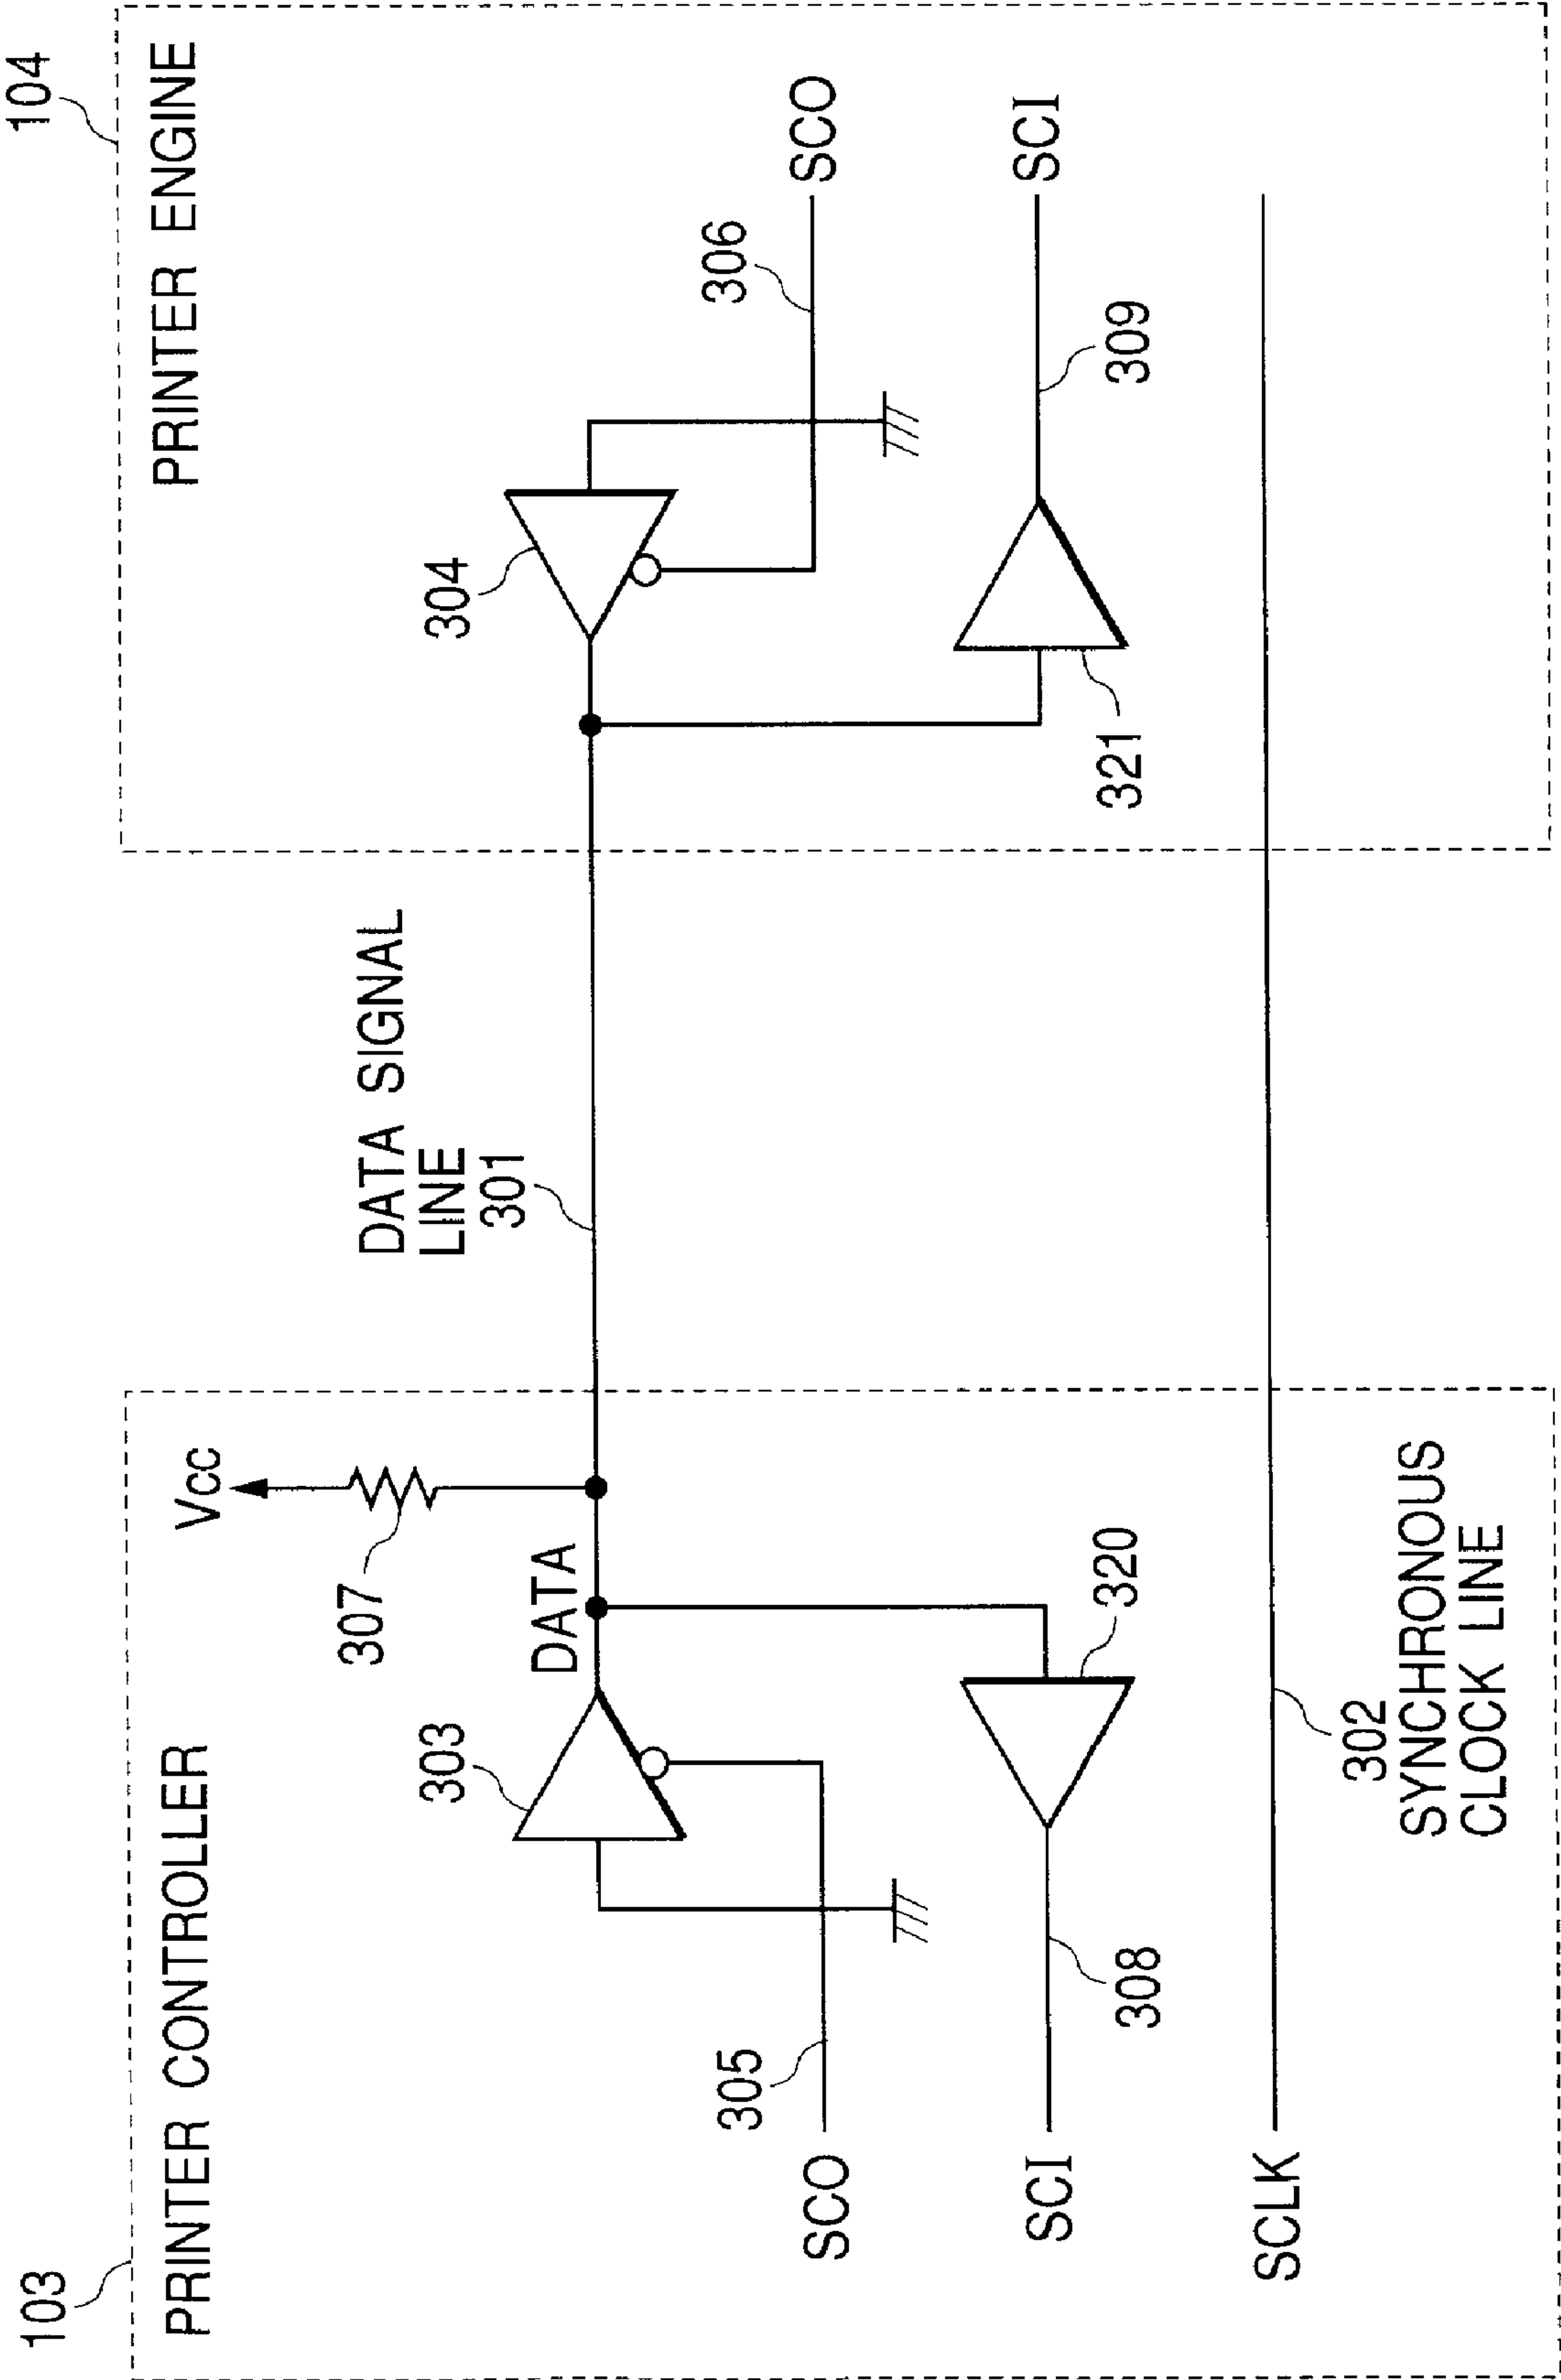 103
PRINTER CONTROLLER
104
PRINTER ENGINE
Vcc
307
DATA SIGNAL
LINE
301
303
DATA
304
305
SCO
306
SCO
320
SCI
308
321
309
SCI
SCLK
302
SYNCHRONOUS
CLOCK LINE